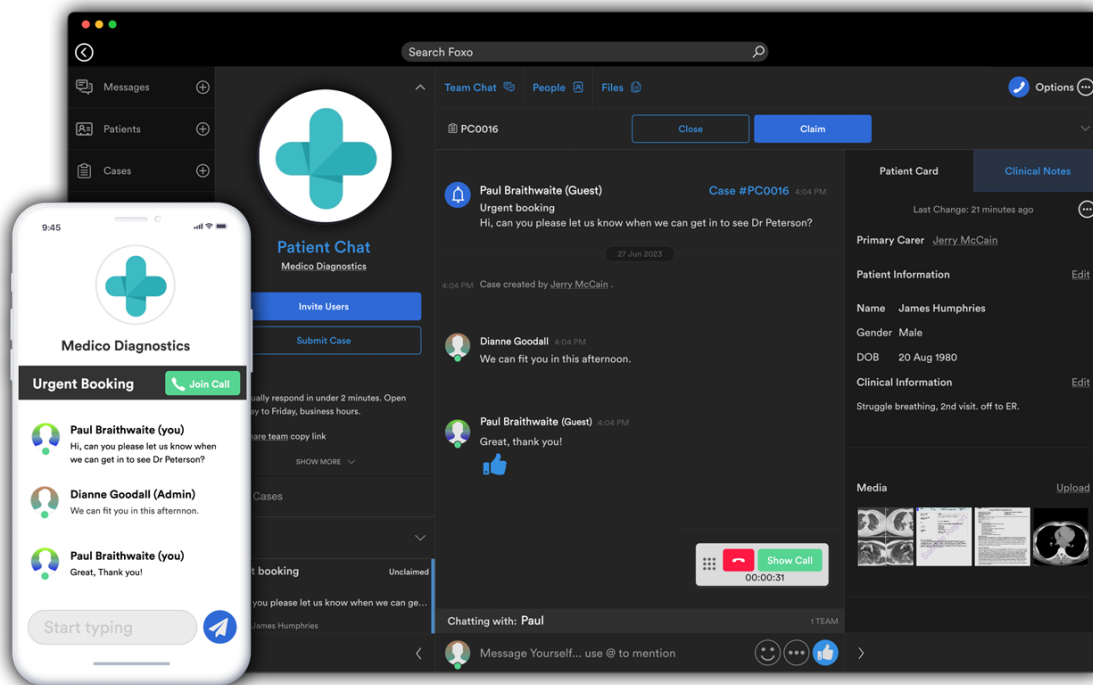 Search Foxo
Messages
Patients
Cases
Patient Chat
Medico Diagnostics
Invite Users
Submit Case
ually respond in under 2 minutes. Open
ay to Friday, business hours.
are team copy link
SHOW MORE
Cases
t booking
Unclaimed
you please let us know when we can ge...
James Humphries
Team Chat
People
Files
Options
PC0016
Close
Claim
Paul Braithwaite (Guest)
Case #PC0016 4:04 PM
Urgent booking
Hi, can you please let us know when we can get in to see Dr Peterson?
27 Jun 2023
4:04 PM Case created by Jerry McCain .
Dianne Goodall 4:04 PM
We can fit you in this afternoon.
Paul Braithwaite (Guest) 4:04 PM
Great, thank you!
Show Call
00:00:31
Chatting with: Paul
1 TEAM
Message Yourself... use @ to mention
Patient Card
Clinical Notes
Last Change: 21 minutes ago
Primary Carer Jerry McCain
Patient Information
Edit
Name James Humphries
Gender Male
DOB 20 Aug 1980
Clinical Information
Edit
Struggle breathing, 2nd visit. off to ER.
Media
Upload
9:45
Medico Diagnostics
Urgent Booking
Join Call
Paul Braithwaite (you)
Hi, can you please let us know when
we can get in to see Dr Peterson?
Dianne Goodall (Admin)
We can fit you in this afternoon.
Paul Braithwaite (you)
Great, Thank you!
Start typing